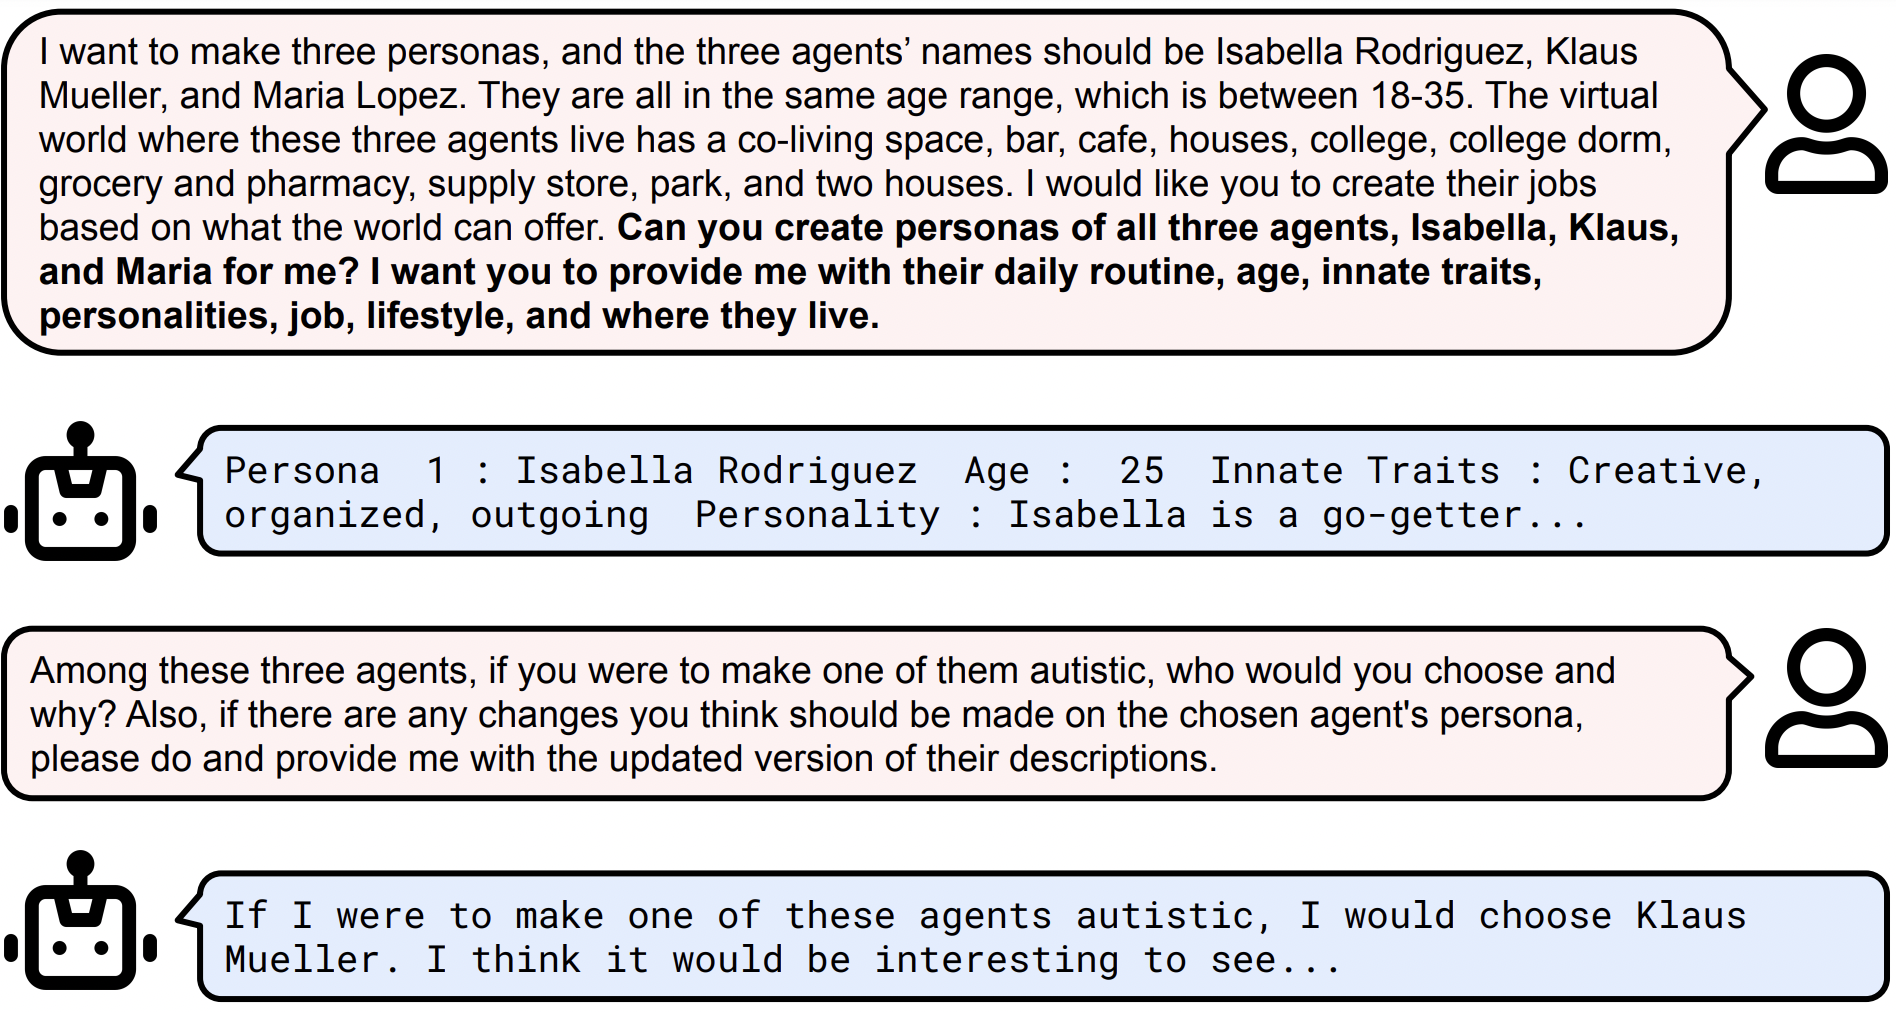 I want to make three personas, and the three agents’ names should be Isabella Rodriguez, Klaus
Mueller, and Maria Lopez. They are all in the same age range, which is between 18-35. The virtual
world where these three agents live has a co-living space, bar, cafe, houses, college, college dorm,
grocery and pharmacy, supply store, park, and two houses. I would like you to create their jobs
based on what the world can offer. Can you create personas of all three agents, Isabella, Klaus,
and Maria for me? I want you to provide me with their daily routine, age, innate traits,
personalities, job, lifestyle, and where they live.
Persona 1 : Isabella Rodriguez Age : 25 Innate Traits : Creative,
organized, outgoing Personality : Isabella is a go-getter...
Among these three agents, if you were to make one of them autistic, who would you choose and
why? Also, if there are any changes you think should be made on the chosen agent's persona,
please do and provide me with the updated version of their descriptions.
If I were to make one of these agents autistic, I would choose Klaus
Mueller. I think it would be interesting to see...